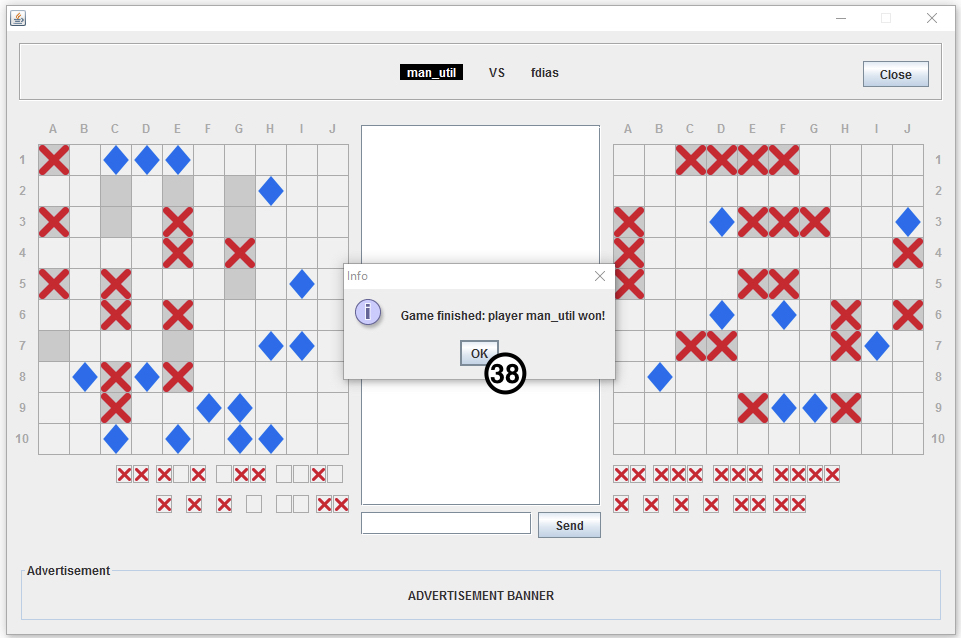 man_util VS fdias
Close
A B C D E F G H I J
A B C D E F G H I J
1
2
3
4
5
6
7
8
9
10
1
2
3
4
5
6
7
8
9
10
Info
Game finished: player man_util won!
OK
38
Send
Advertisement
ADVERTISEMENT BANNER